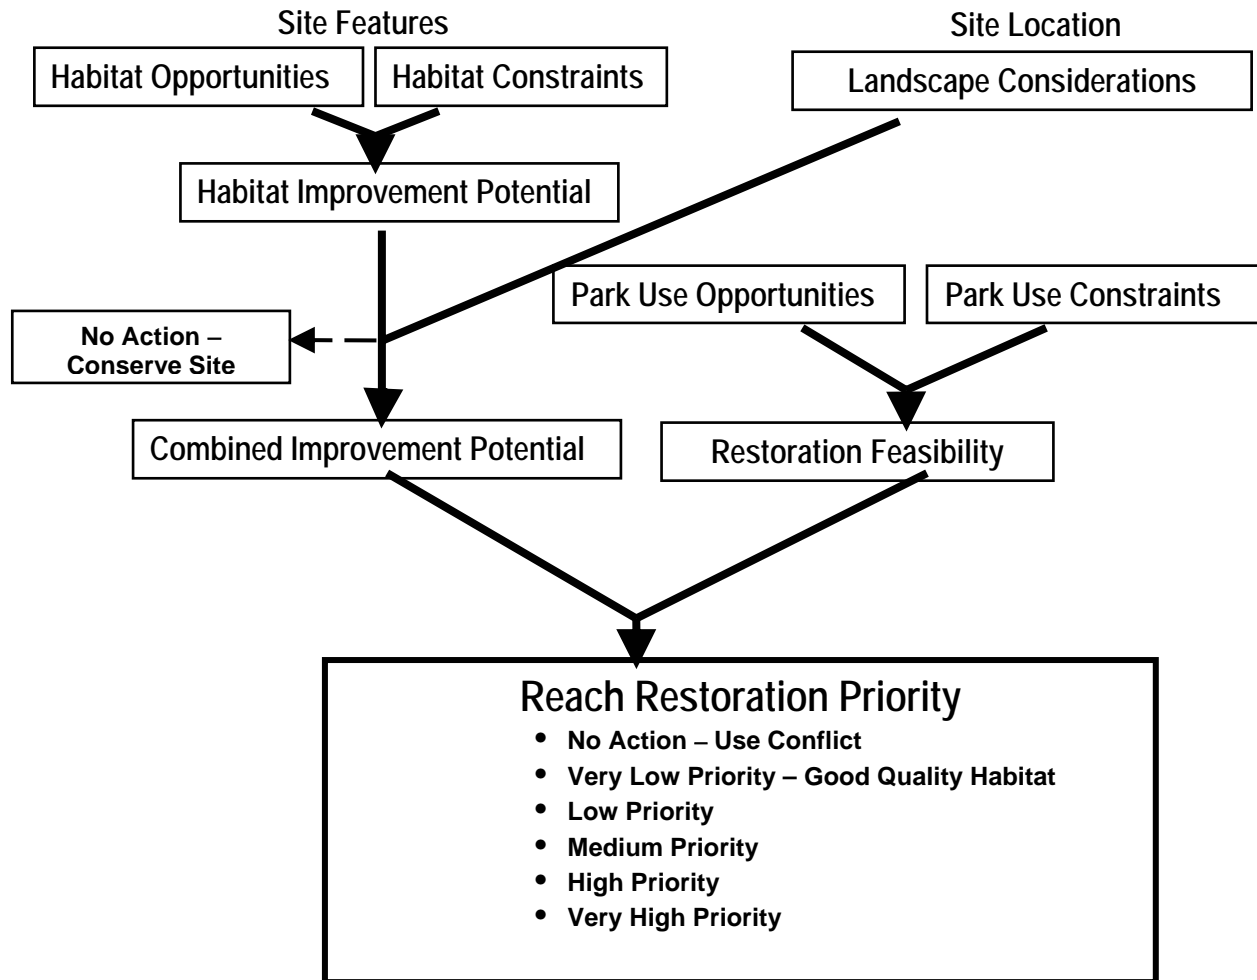 Site Features
Site Location
Habitat Opportunities
Habitat Constraints
Landscape Considerations
Habitat Improvement Potential
Park Use Opportunities
Park Use Constraints
No Action –
Conserve Site
Combined Improvement Potential
Restoration Feasibility
Reach Restoration Priority
• No Action – Use Conflict
• Very Low Priority – Good Quality Habitat
• Low Priority
• Medium Priority
• High Priority
• Very High Priority